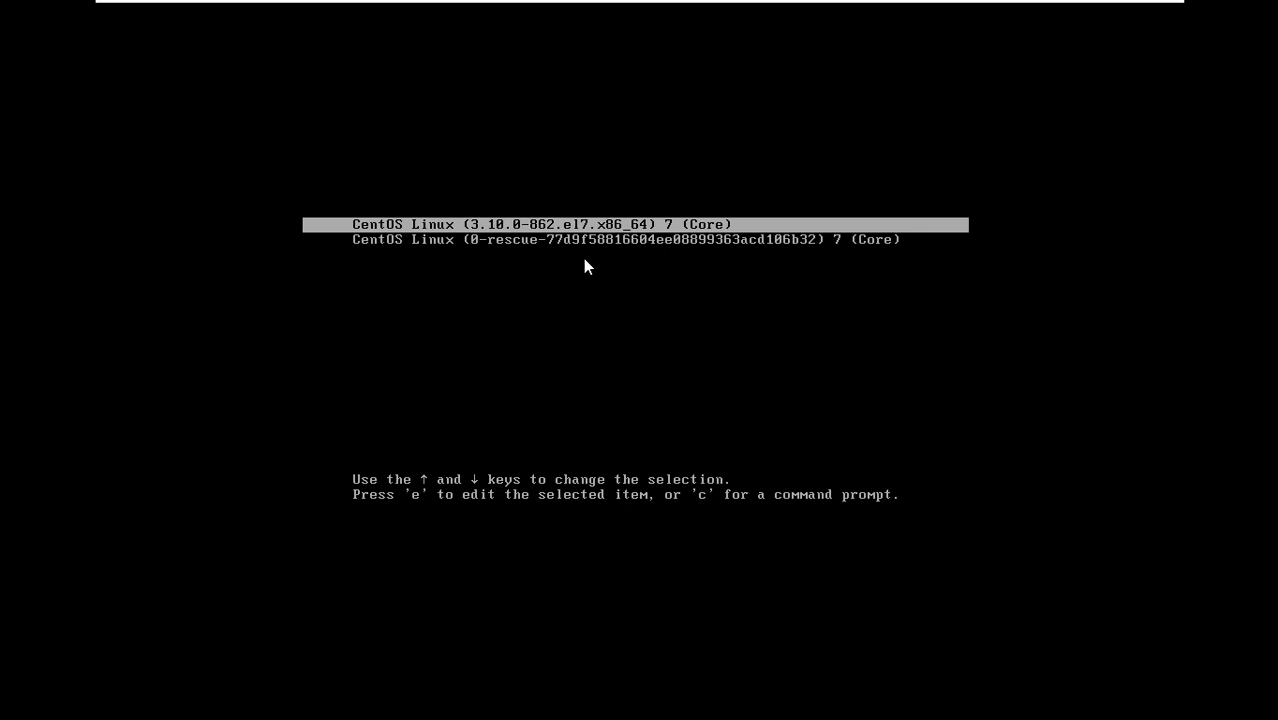 CentOS Linux (3.10.0-862.el7.x86_64) 7 (Core)
CentOS Linux (0-rescue-77d9f58816604ee08899363acd106b32) 7 (Core)
Use the ↑ and ↓ keys to change the selection.
Press 'e' to edit the selected item, or 'c' for a command prompt.